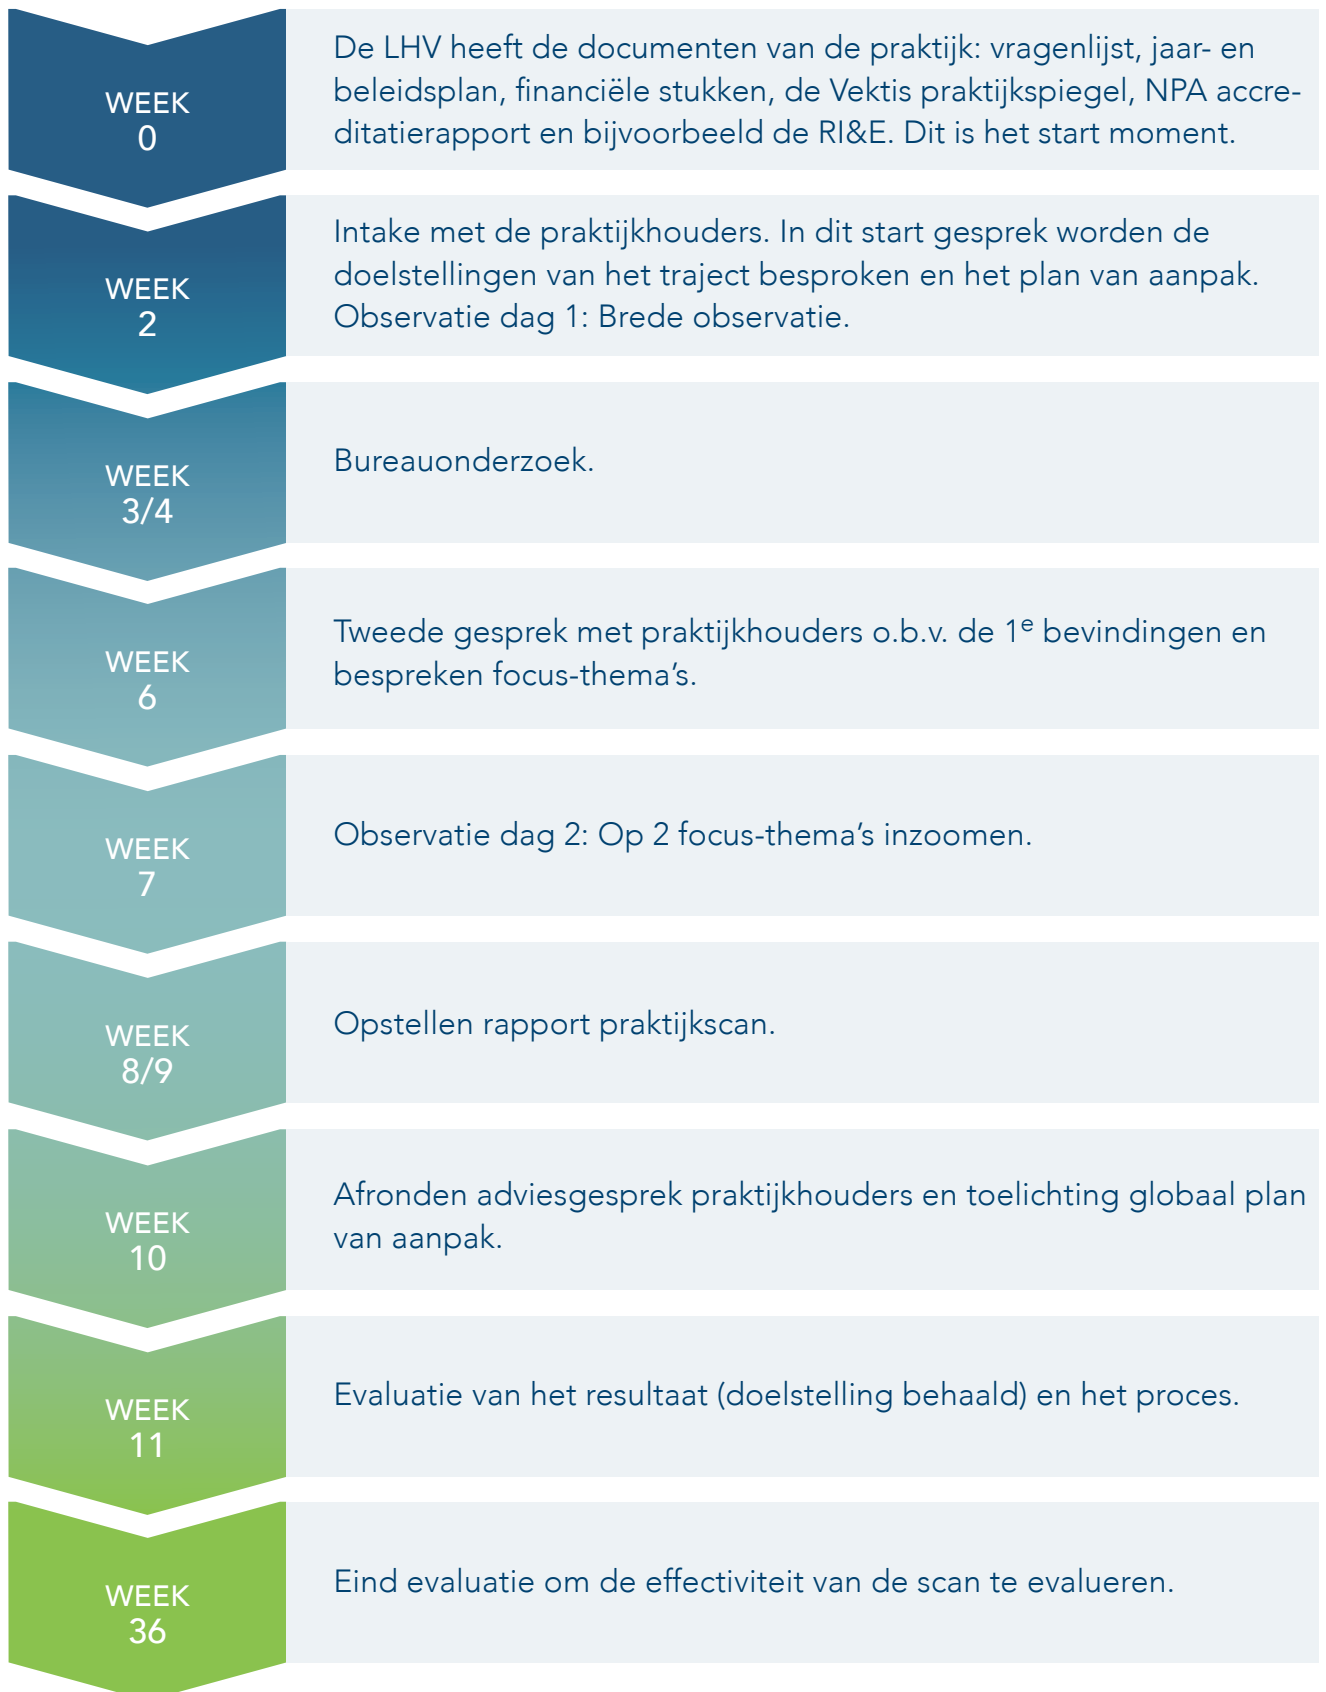 WEEK
0
De LHV heeft de documenten van de praktijk: vragenlijst, jaar- en
beleidsplan, financiële stukken, de Vektis praktijkspiegel, NPA accre-
ditatierapport en bijvoorbeeld de RI&E. Dit is het start moment.
WEEK
2
Intake met de praktijkhouders. In dit start gesprek worden de
doelstellingen van het traject besproken en het plan van aanpak.
Observatie dag 1: Brede observatie.
WEEK
3/4
Bureauonderzoek.
WEEK
6
Tweede gesprek met praktijkhouders o.b.v. de 1e bevindingen en
bespreken focus-thema’s.
WEEK
7
Observatie dag 2: Op 2 focus-thema’s inzoomen.
WEEK
8/9
Opstellen rapport praktijkscan.
WEEK
10
Afronden adviesgesprek praktijkhouders en toelichting globaal plan
van aanpak.
WEEK
11
Evaluatie van het resultaat (doelstelling behaald) en het proces.
WEEK
36
Eind evaluatie om de effectiviteit van de scan te evalueren.